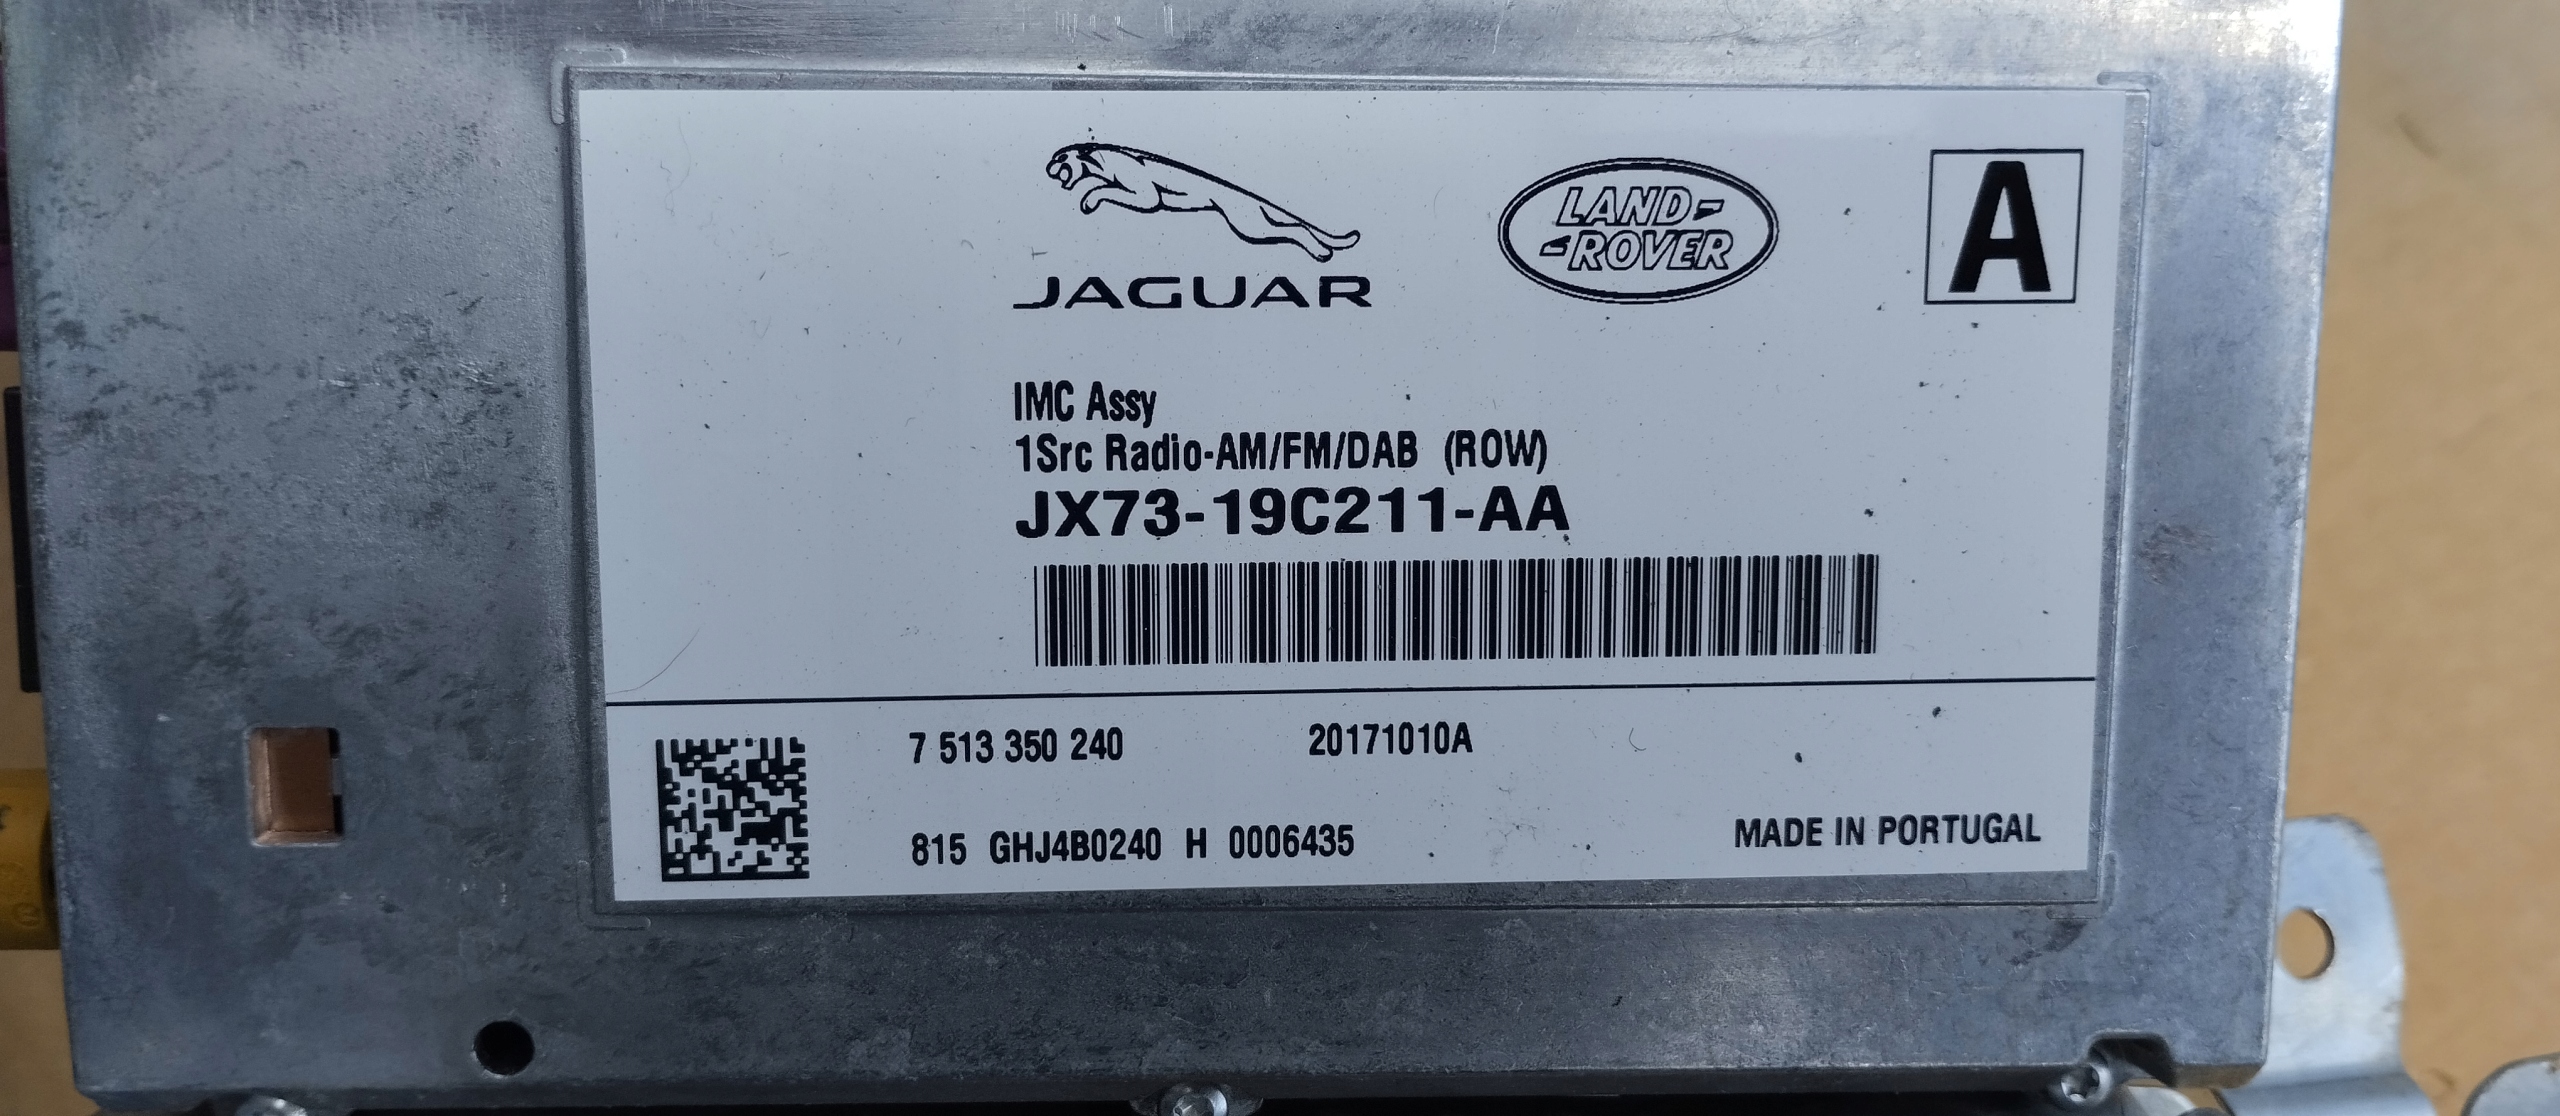 JAGUAR
LAND-
-ROVER
A
IMC Assy
1Src Radio-AM/FM/DAB (ROW)
JX73-19C211-AA
7 513 350 240 20171010A
815 GHJ4B0240 H 0006435
MADE IN PORTUGAL